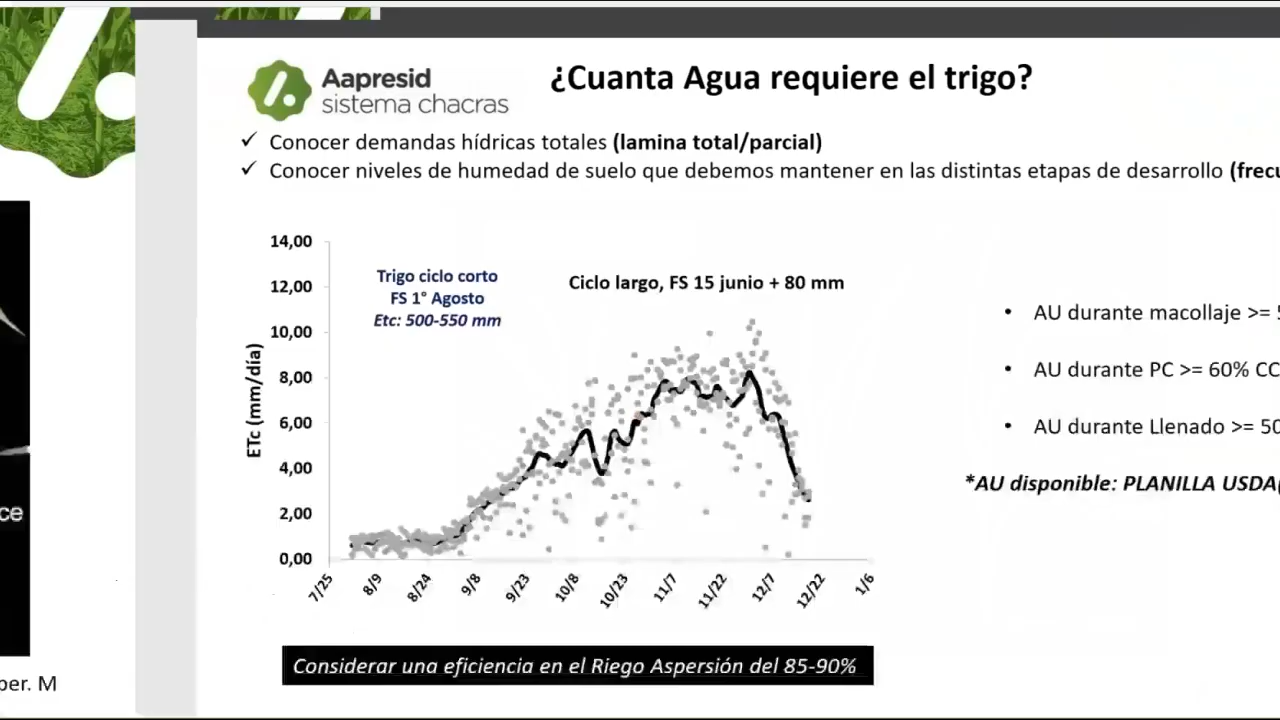 Aapresid
sistema chacras
¿Cuanta Agua requiere el trigo?
✓ Conocer demandas hídricas totales (lamina total/parcial)
✓ Conocer niveles de humedad de suelo que debemos mantener en las distintas etapas de desarrollo (frecu
14,00
12,00
10,00
8,00
6,00
4,00
2,00
0,00
ETc (mm/día)
Trigo ciclo corto
FS 1° Agosto
Etc: 500-550 mm
Ciclo largo, FS 15 junio + 80 mm
7/25
8/9
8/24
9/8
9/23
10/8
10/23
11/7
11/22
12/7
12/22
1/6
• AU durante macollaje >= 5
• AU durante PC >= 60% CC
• AU durante Llenado >= 50
*AU disponible: PLANILLA USDA(
Considerar una eficiencia en el Riego Aspersión del 85-90%
ce
per. M